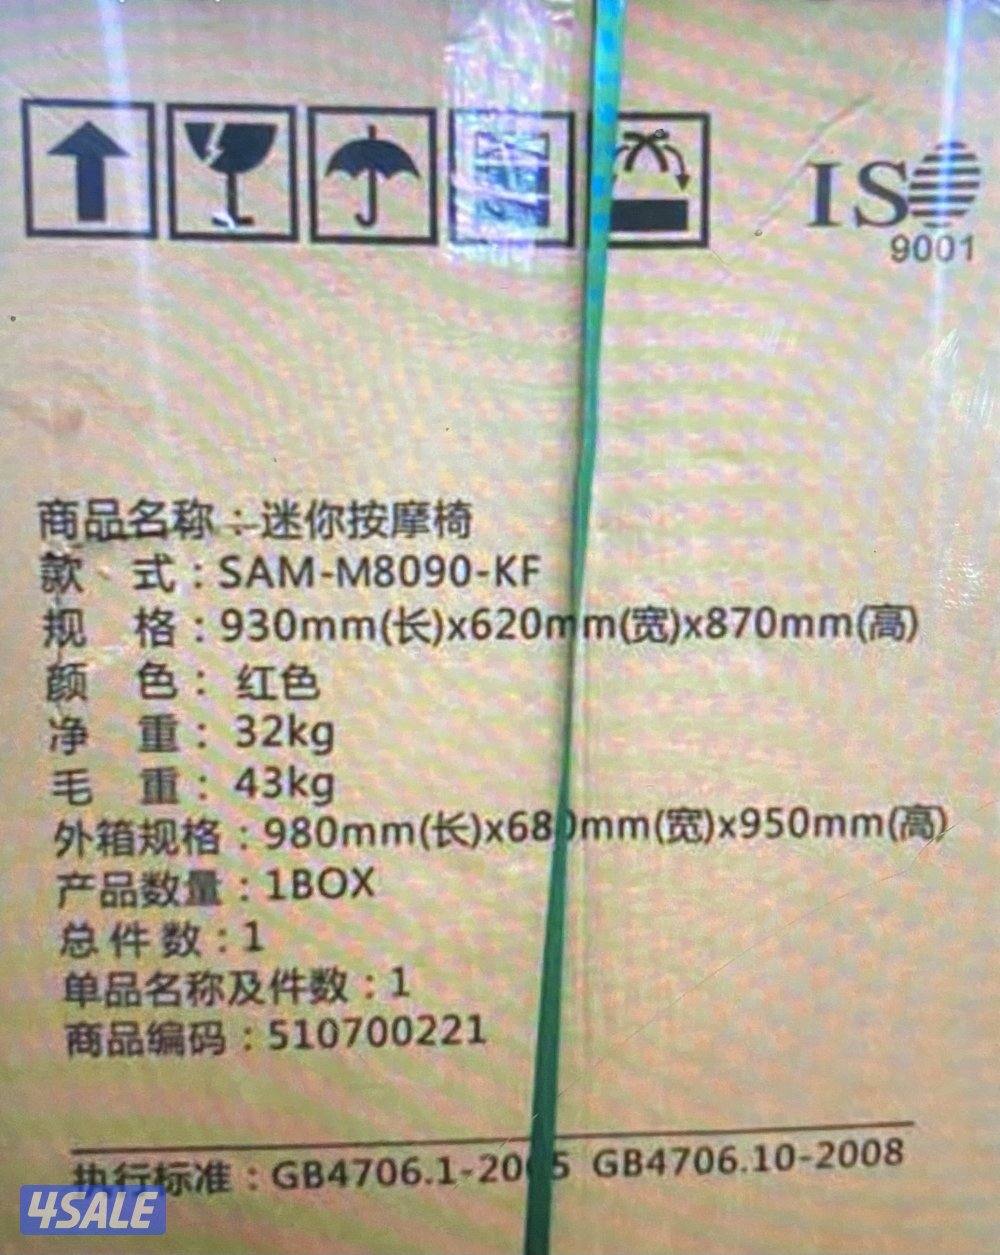 ISO
9001
商品名称：迷你按摩椅
款 式：SAM-M8090-KF
规 格：930mm(长)x620mm(宽)x870mm(高)
颜 色：红色
净 重：32kg
毛 重：43kg
外箱规格：980mm(长)x680mm(宽)x950mm(高)
产品数量：1BOX
总件数：1
单品名称及件数：1
商品编码：510700221
执行标准：GB4706.1-2005 GB4706.10-2008
4SALE